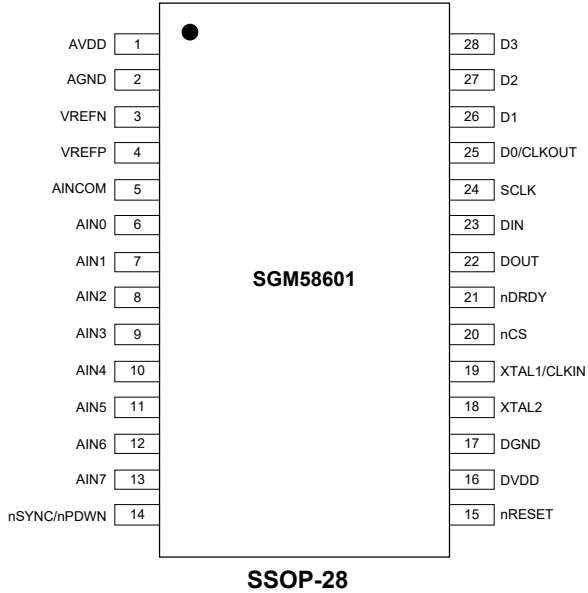 AVDD 1 28 D3
AGND 2 27 D2
VREFN 3 26 D1
VREFP 4 25 D0/CLKOUT
AINCOM 5 24 SCLK
AIN0 6 23 DIN
AIN1 7 22 DOUT
SGM58601
AIN2 8 21 nDRDY
AIN3 9 20 nCS
AIN4 10 19 XTAL1/CLKIN
AIN5 11 18 XTAL2
AIN6 12 17 DGND
AIN7 13 16 DVDD
nSYNC/nPDWN 14 15 nRESET
SSOP-28